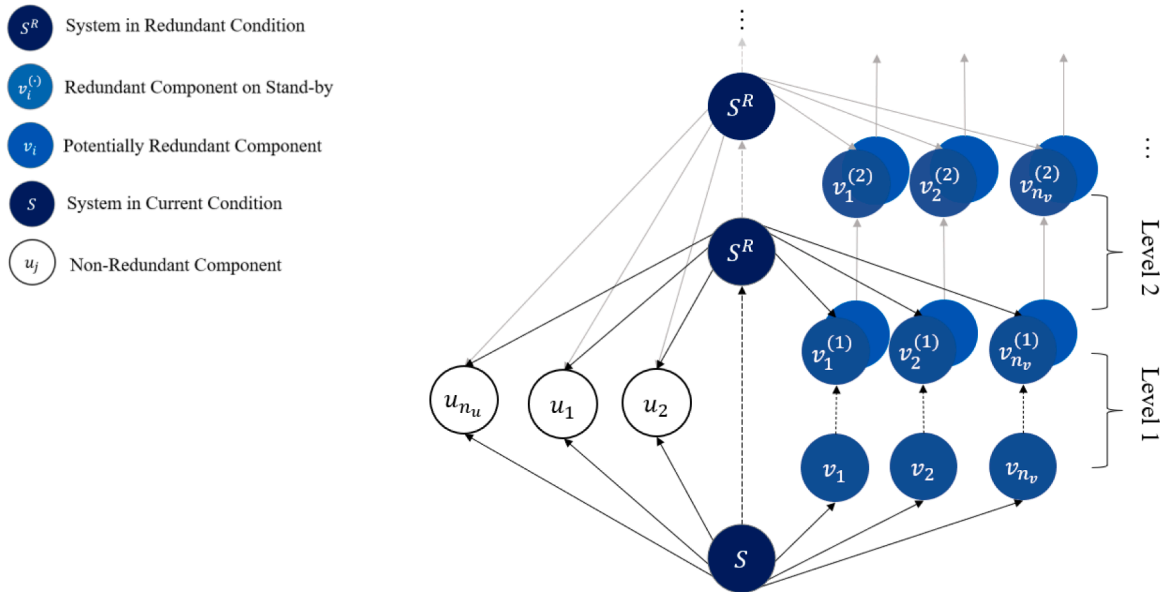 S^R System in Redundant Condition
v_i^(·) Redundant Component on Stand-by
v_i Potentially Redundant Component
S System in Current Condition
u_j Non-Redundant Component
⋮
S^R
v_1^(2) v_2^(2) v_{n_v}^(2)
⋯
S^R
Level 2
v_1^(1) v_2^(1) v_{n_v}^(1)
u_{n_u} u_1 u_2
Level 1
v_1 v_2 v_{n_v}
S